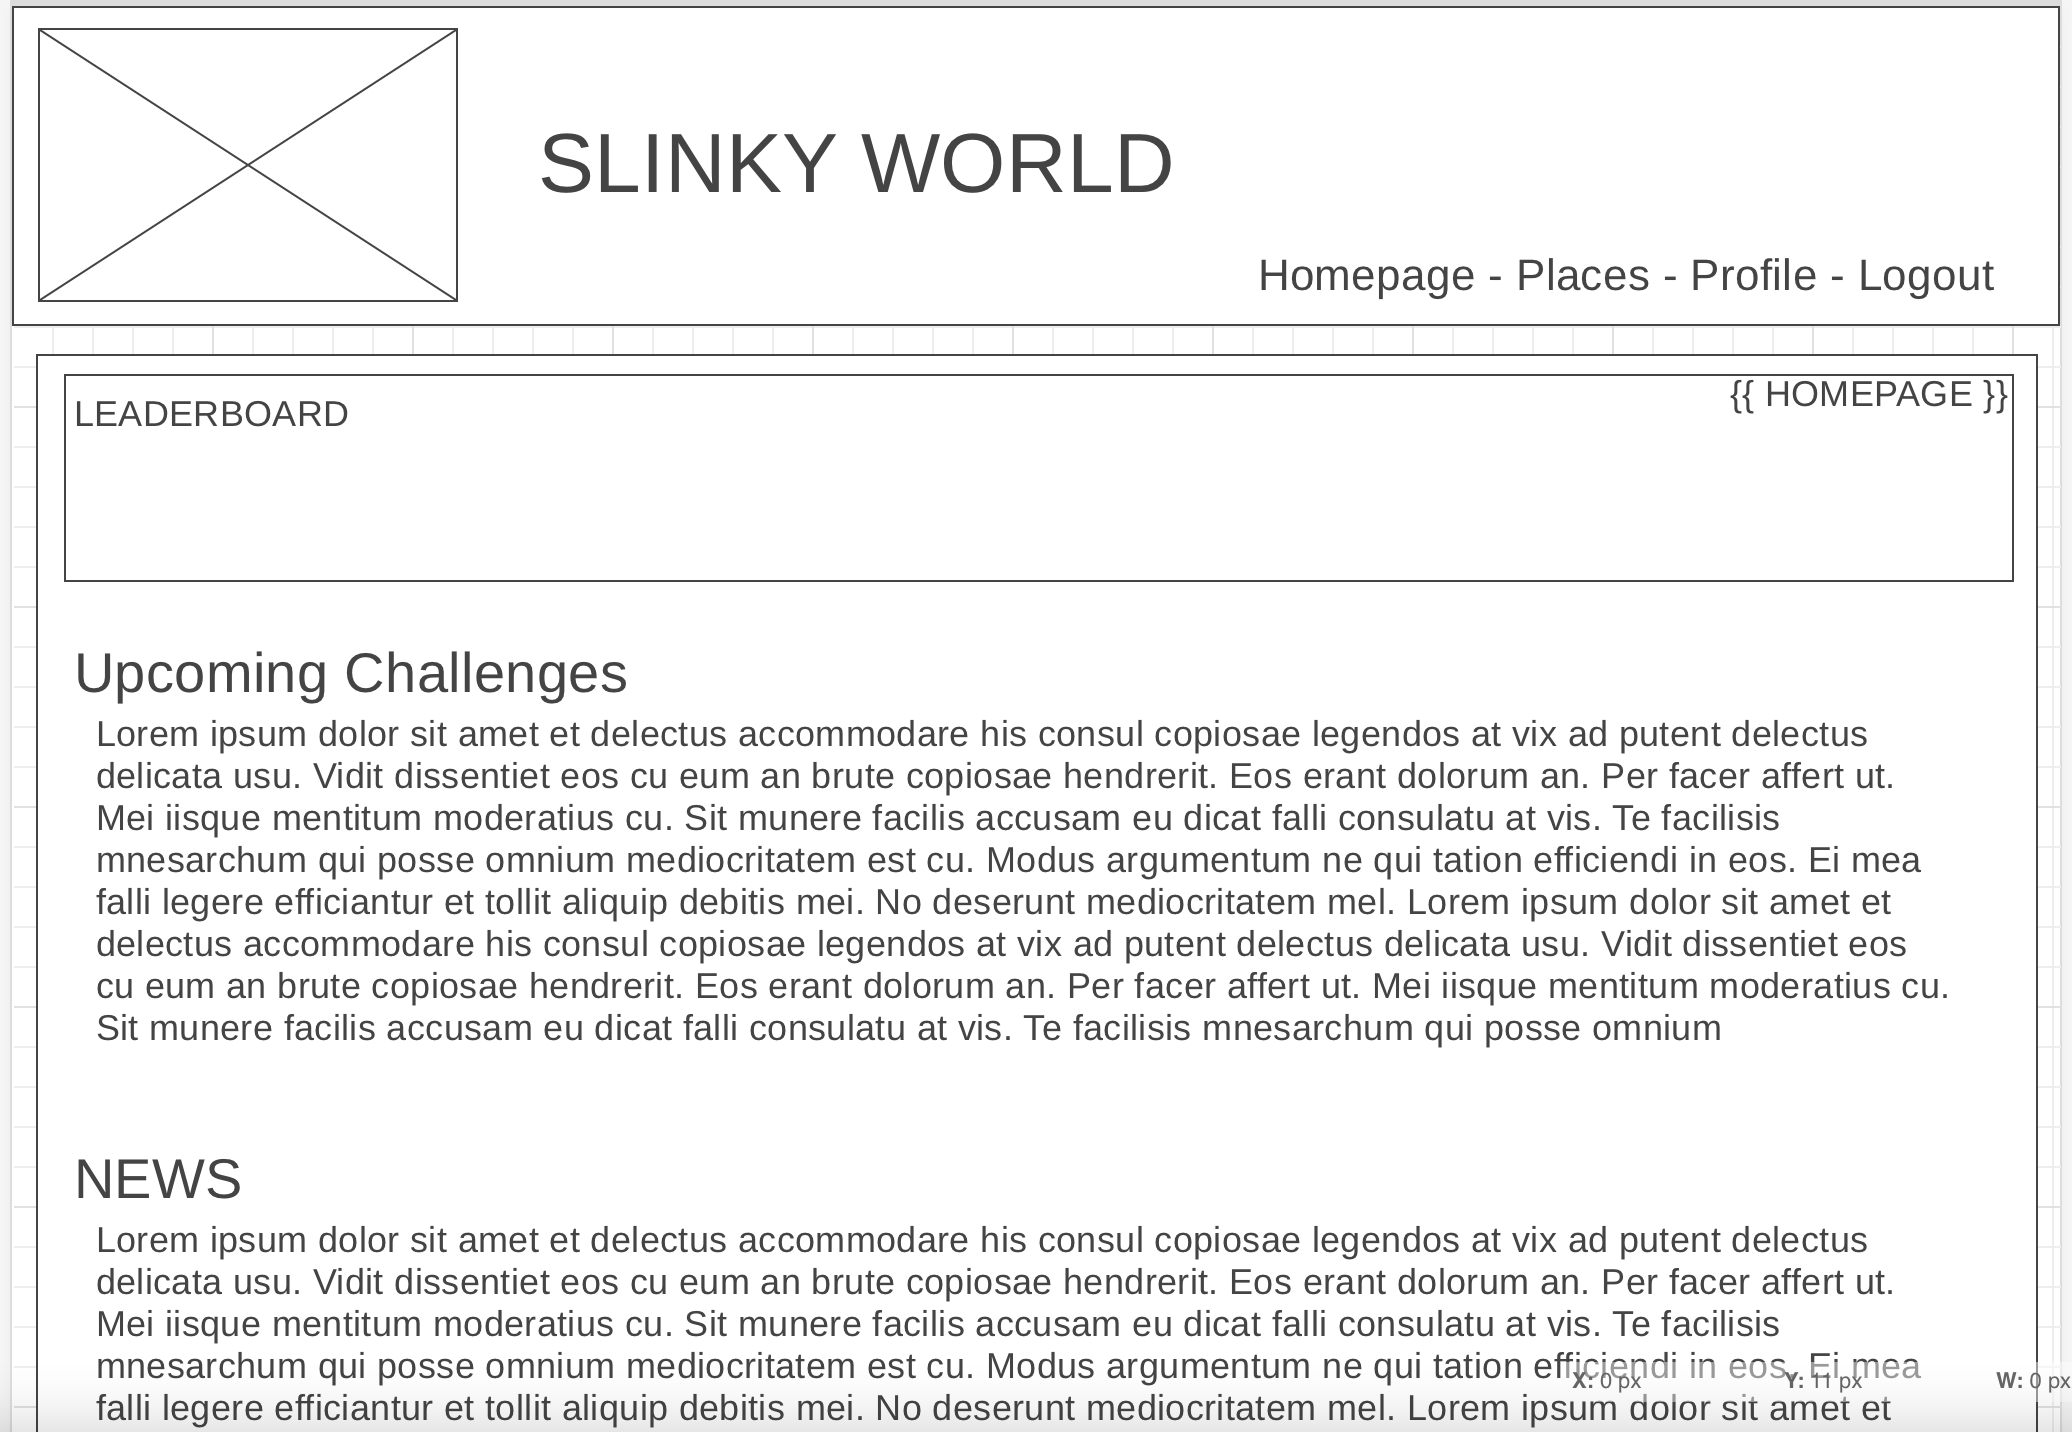 SLINKY WORLD
Homepage - Places - Profile - Logout
{{ HOMEPAGE }}
LEADERBOARD
Upcoming Challenges
Lorem ipsum dolor sit amet et delectus accommodare his consul copiosae legendos at vix ad putent delectus
delicata usu. Vidit dissentiet eos cu eum an brute copiosae hendrerit. Eos erant dolorum an. Per facer affert ut.
Mei iisque mentitum moderatius cu. Sit munere facilis accusam eu dicat falli consulatu at vis. Te facilisis
mnesarchum qui posse omnium mediocritatem est cu. Modus argumentum ne qui tation efficiendi in eos. Ei mea
falli legere efficiantur et tollit aliquip debitis mei. No deserunt mediocritatem mel. Lorem ipsum dolor sit amet et
delectus accommodare his consul copiosae legendos at vix ad putent delectus delicata usu. Vidit dissentiet eos
cu eum an brute copiosae hendrerit. Eos erant dolorum an. Per facer affert ut. Mei iisque mentitum moderatius cu.
Sit munere facilis accusam eu dicat falli consulatu at vis. Te facilisis mnesarchum qui posse omnium
NEWS
Lorem ipsum dolor sit amet et delectus accommodare his consul copiosae legendos at vix ad putent delectus
delicata usu. Vidit dissentiet eos cu eum an brute copiosae hendrerit. Eos erant dolorum an. Per facer affert ut.
Mei iisque mentitum moderatius cu. Sit munere facilis accusam eu dicat falli consulatu at vis. Te facilisis
mnesarchum qui posse omnium mediocritatem est cu. Modus argumentum ne qui tation efficiendi in eos. Ei mea
X: 0 px Y: 11 px W: 0 px
falli legere efficiantur et tollit aliquip debitis mei. No deserunt mediocritatem mel. Lorem ipsum dolor sit amet et